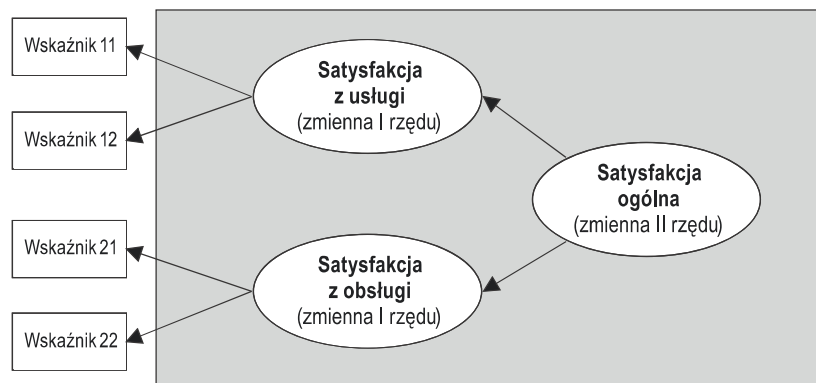 Wskaźnik 11
Wskaźnik 12
Wskaźnik 21
Wskaźnik 22
Satysfakcja
z usługi
(zmienna I rzędu)
Satysfakcja
z obsługi
(zmienna I rzędu)
Satysfakcja
ogólna
(zmienna II rzędu)